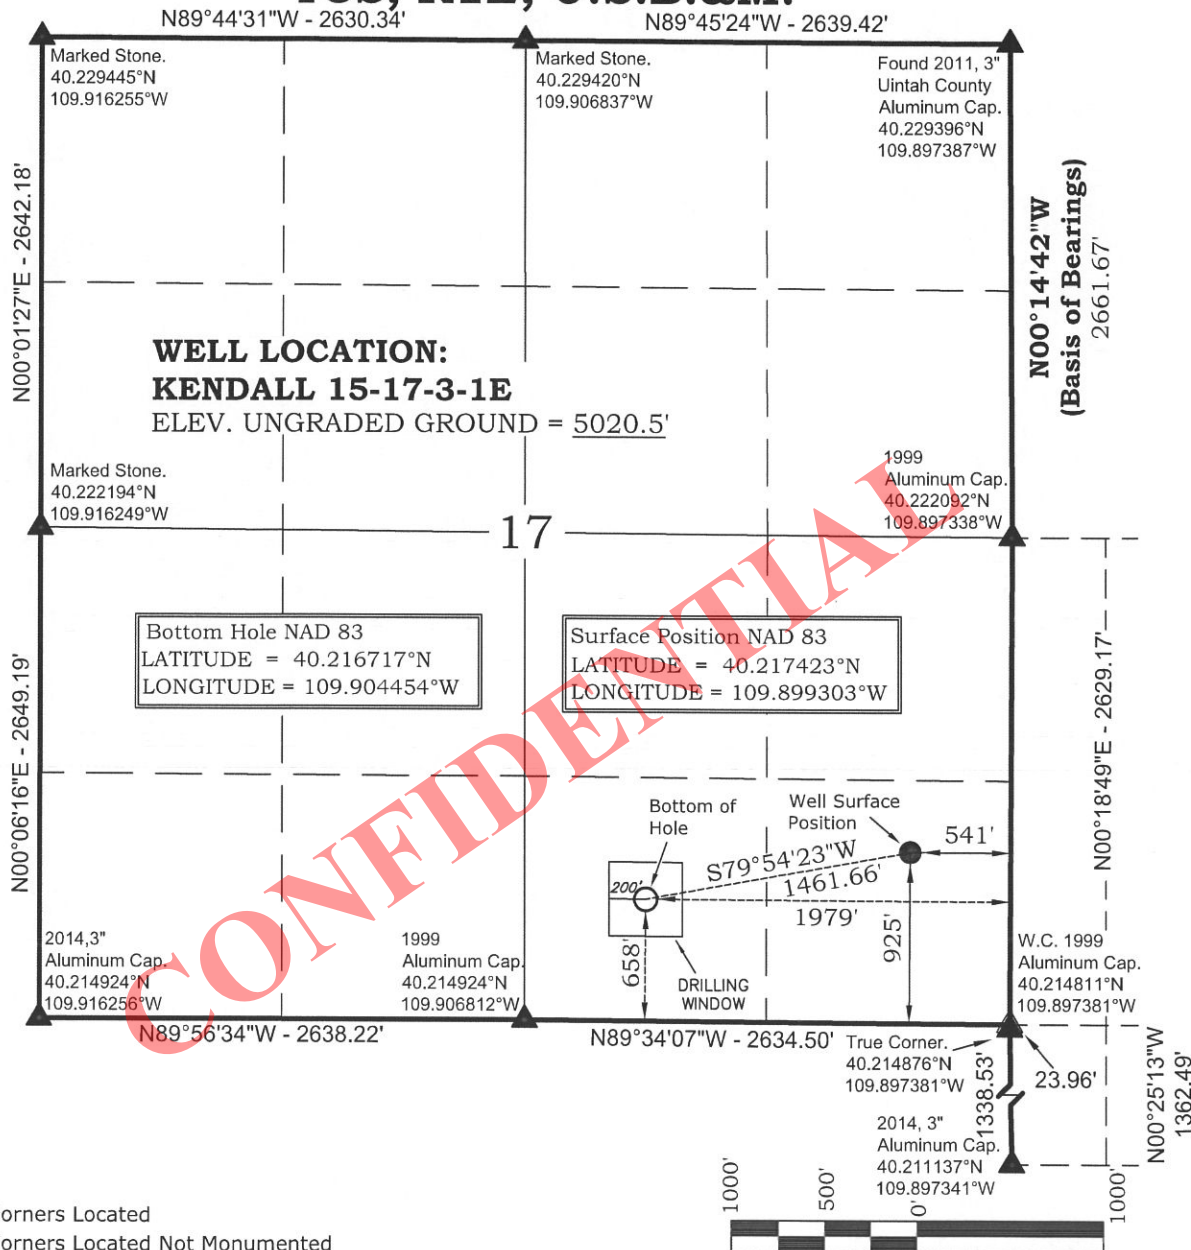 N89°44'31"W - 2630.34'
N89°45'24"W - 2639.42'
Marked Stone.
40.229445°N
109.916255°W
Marked Stone.
40.229420°N
109.906837°W
Found 2011, 3"
Uintah County
Aluminum Cap.
40.229396°N
109.897387°W
N00°01'27"E - 2642.18'
N00°14'42"W
(Basis of Bearings)
2661.67'
WELL LOCATION:
KENDALL 15-17-3-1E
ELEV. UNGRADED GROUND = 5020.5'
Marked Stone.
40.222194°N
109.916249°W
1999
Aluminum Cap.
40.222092°N
109.897338°W
17
Bottom Hole NAD 83
LATITUDE = 40.216717°N
LONGITUDE = 109.904454°W
Surface Position NAD 83
LATITUDE = 40.217423°N
LONGITUDE = 109.899303°W
CONFIDENTIAL
N00°06'16"E - 2649.19'
N00°18'49"E - 2629.17'
Bottom of
Hole
Well Surface
Position
541'
S79°54'23"W
1461.66'
200'
1979'
658'
925'
DRILLING
WINDOW
2014,3"
Aluminum Cap.
40.214924°N
109.916256°W
1999
Aluminum Cap.
40.214924°N
109.906812°W
W.C. 1999
Aluminum Cap.
40.214811°N
109.897381°W
N89°56'34"W - 2638.22'
N89°34'07"W - 2634.50'
True Corner.
40.214876°N
109.897381°W
1338.53'
23.96'
N00°25'13"W
1362.49'
2014, 3"
Aluminum Cap.
40.211137°N
109.897341°W
1000'
500'
0'
1000'
orners Located
orners Located Not Monumented